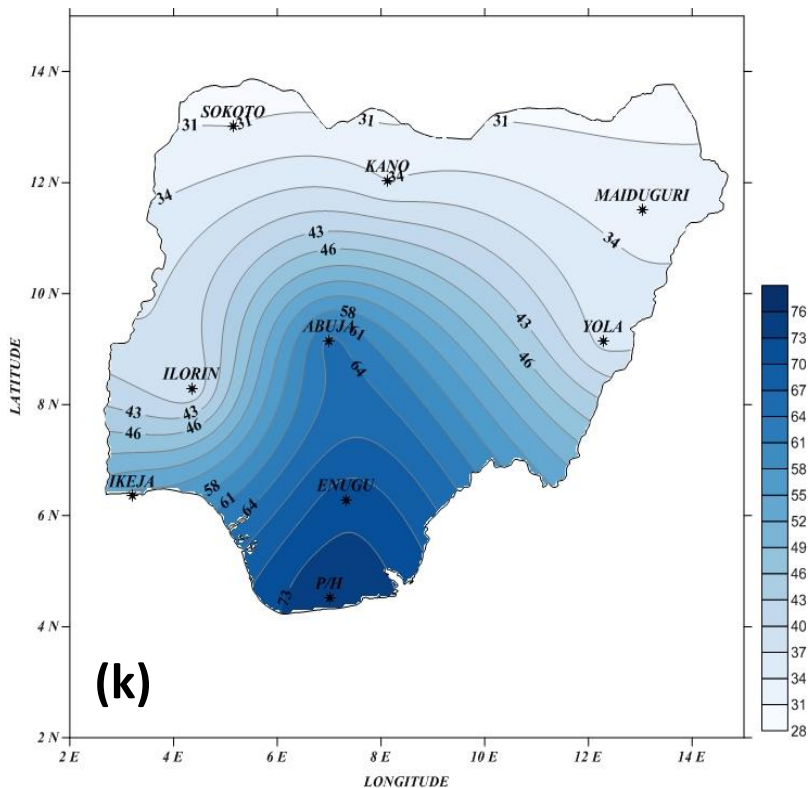 14 N
12 N
10 N
8 N
6 N
4 N
2 N
LATITUDE
SOKOTO
31
31
31
31
KANO
34
34
MAIDUGURI
34
43
46
58
ABUJA
61
43
YOLA
46
64
ILORIN
43
43
46
46
IKEJA
58
61
64
ENUGU
P/H
73
(k)
2 E
4 E
6 E
8 E
10 E
12 E
14 E
LONGITUDE
76
73
70
67
64
61
58
55
52
49
46
43
40
37
34
31
28